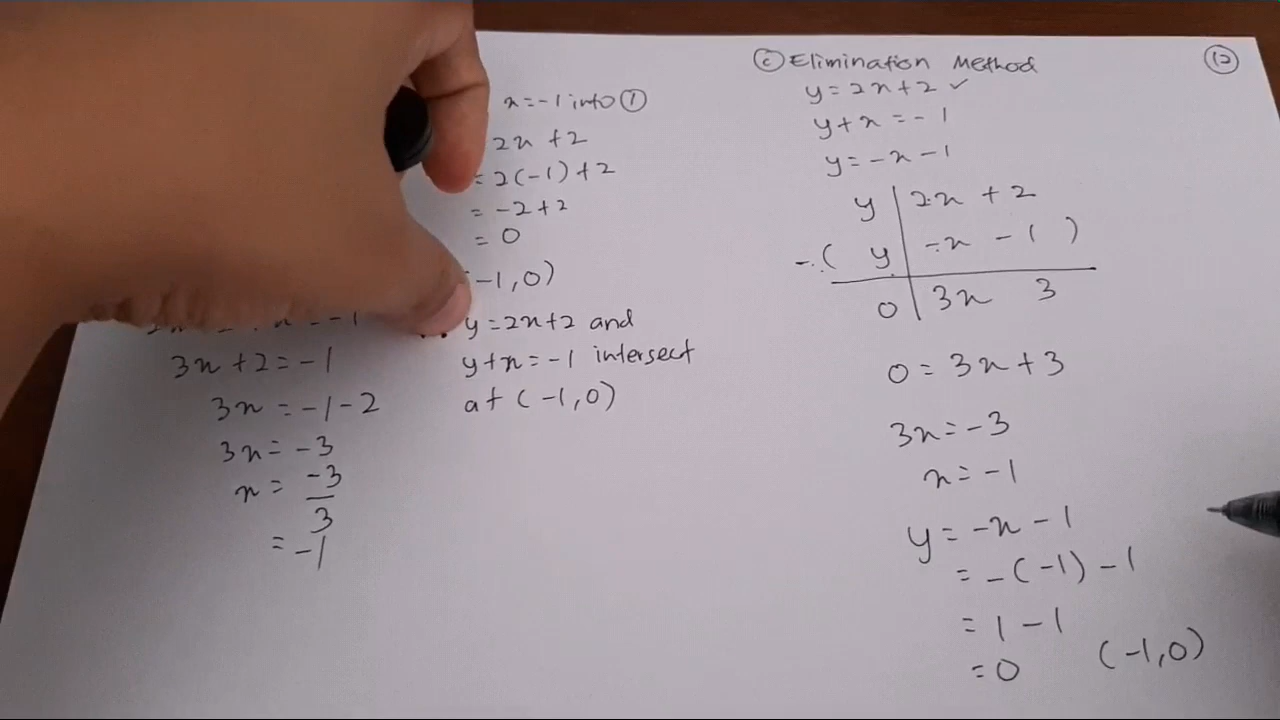 x=-1 into ①
2x+2
=2(-1)+2
=-2+2
=0
(-1,0)
y=2x+2 and
y+x=-1 intersect
at (-1,0)
3x+2=-1
3x=-1-2
3x=-3
x=-3/3
=-1
ⓒ Elimination Method
⑫
y=2x+2 ✓
y+x=-1
y=-x-1
y | 2x+2
-( y | -x-1 )
0 | 3x 3
0=3x+3
3x=-3
x=-1
y=-x-1
=-(-1)-1
=1-1
=0 (-1,0)